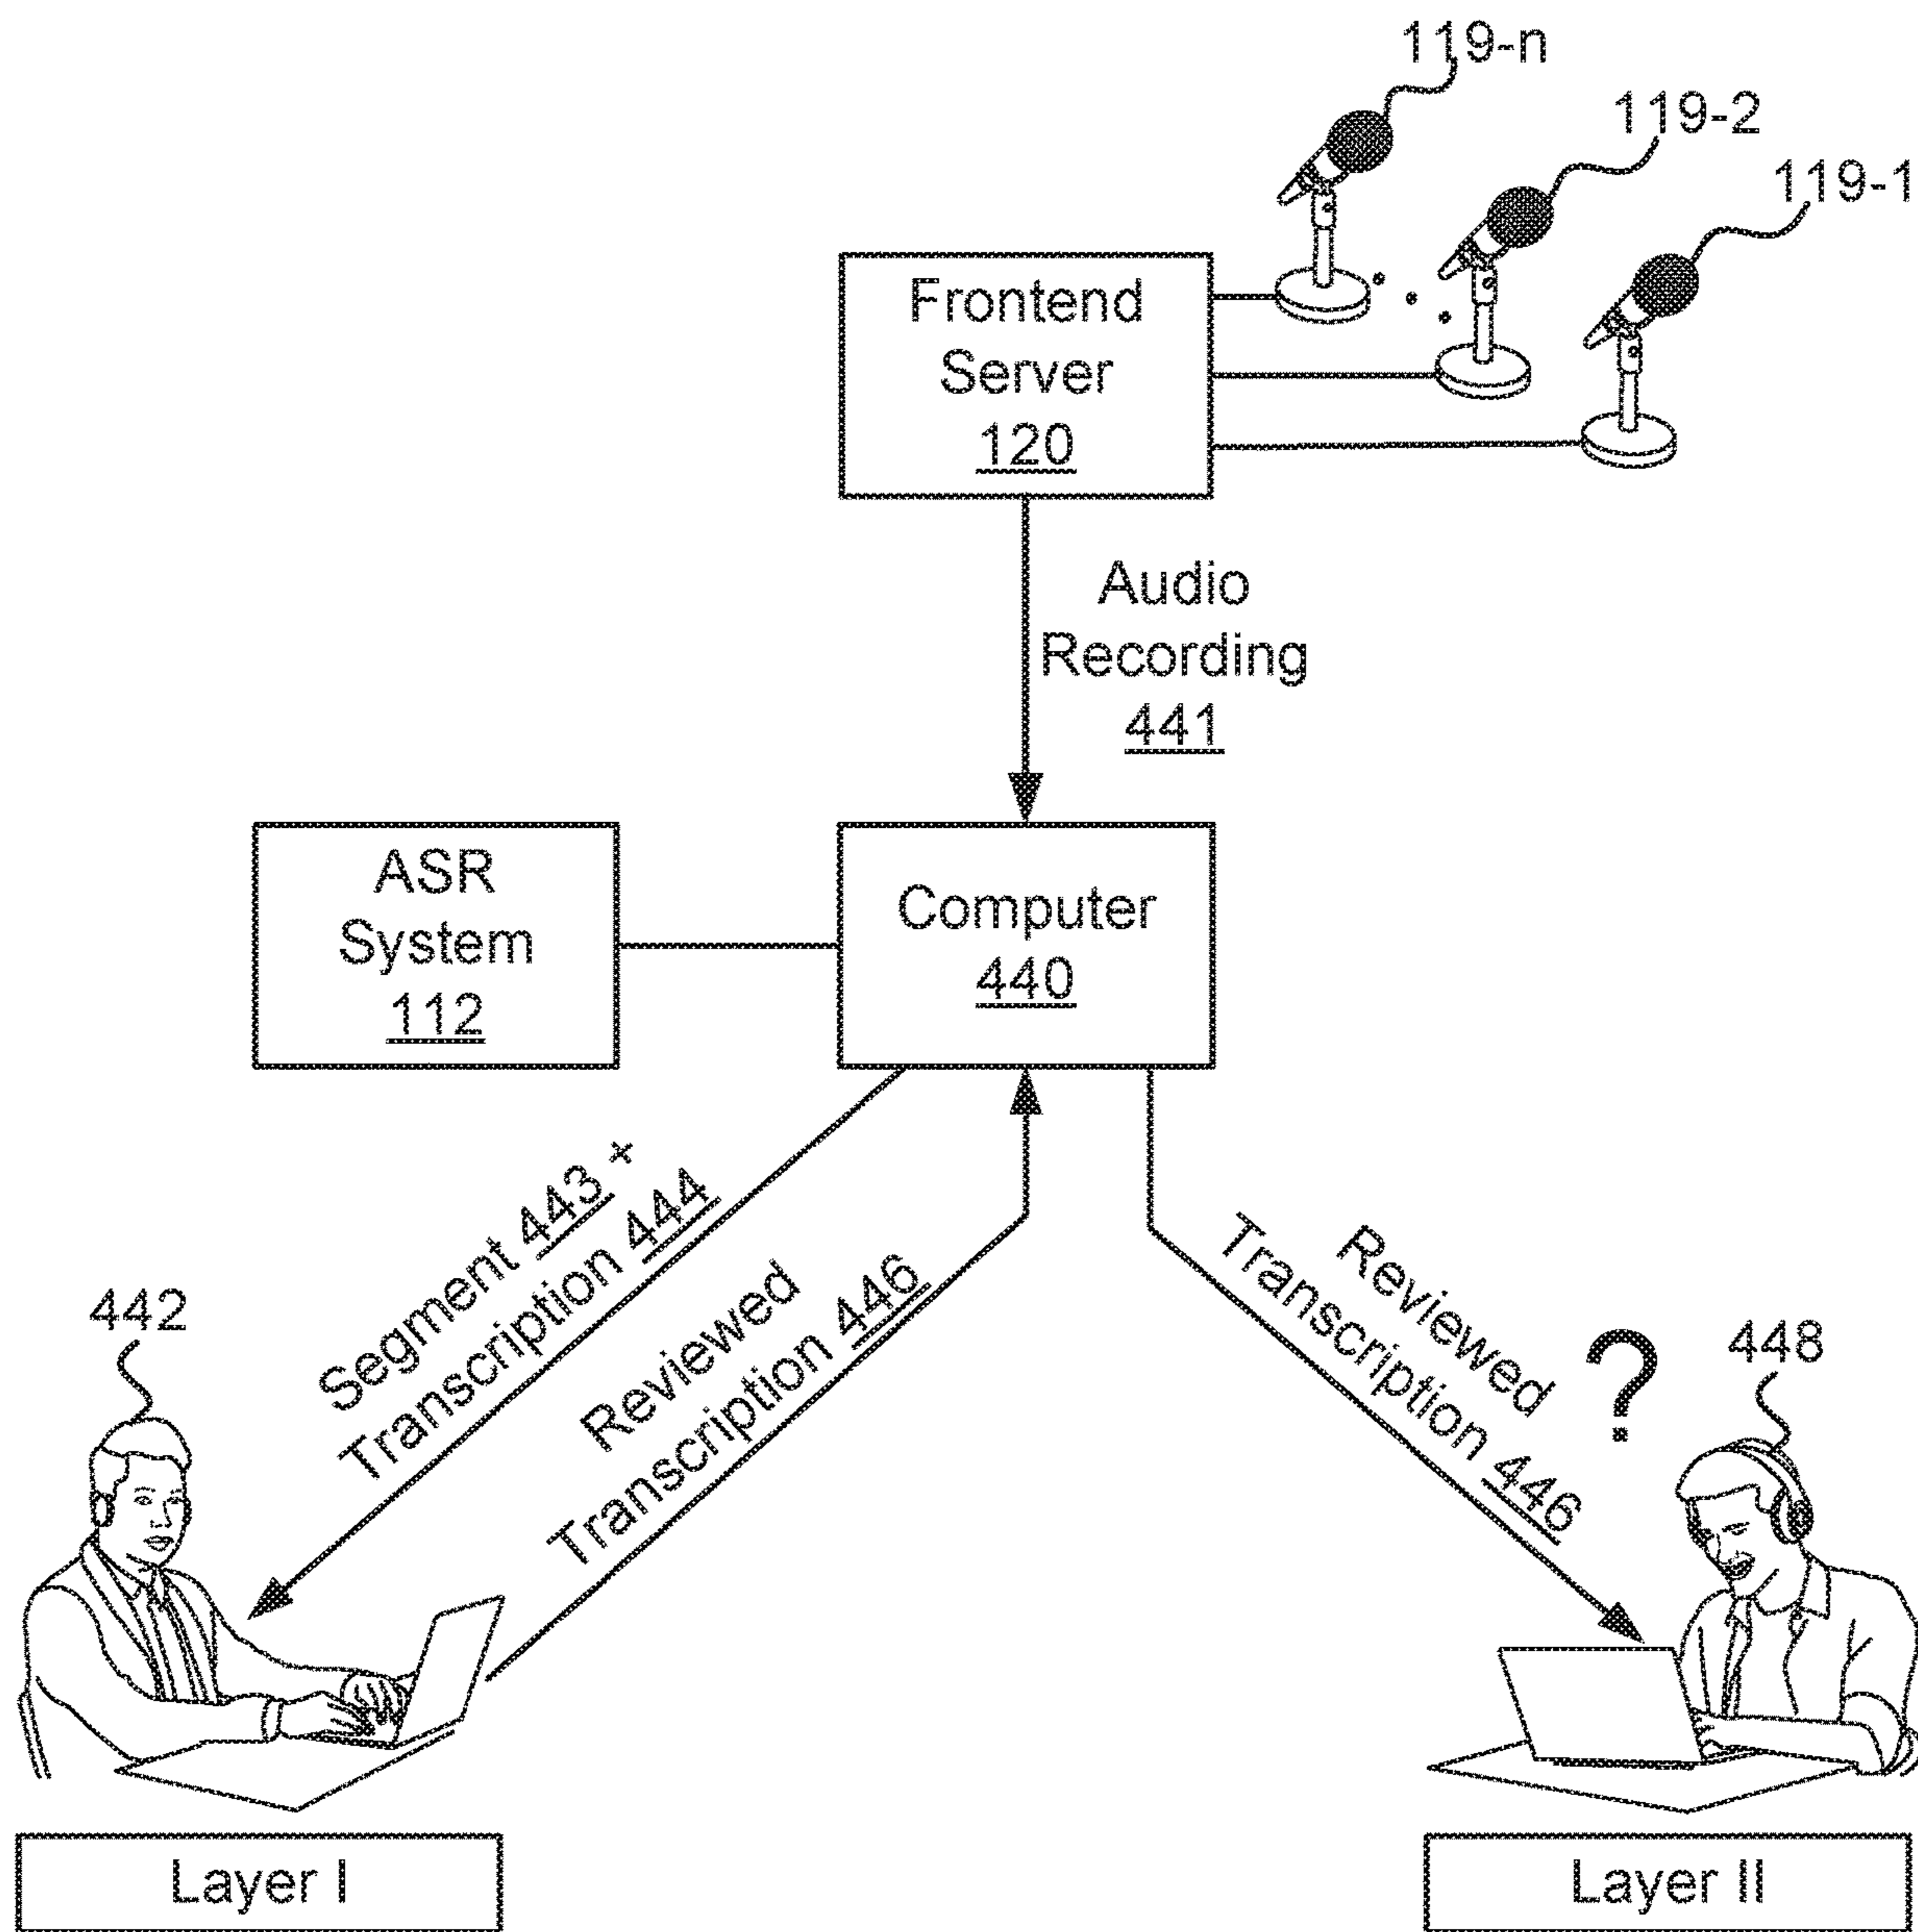 119-n
119-2
119-1
Frontend
Server
120
Audio
Recording
441
ASR
System
112
Computer
440
Segment 443 +
Transcription 444
Reviewed
Transcription 446
Reviewed
Transcription 446
?
442
448
Layer I
Layer II